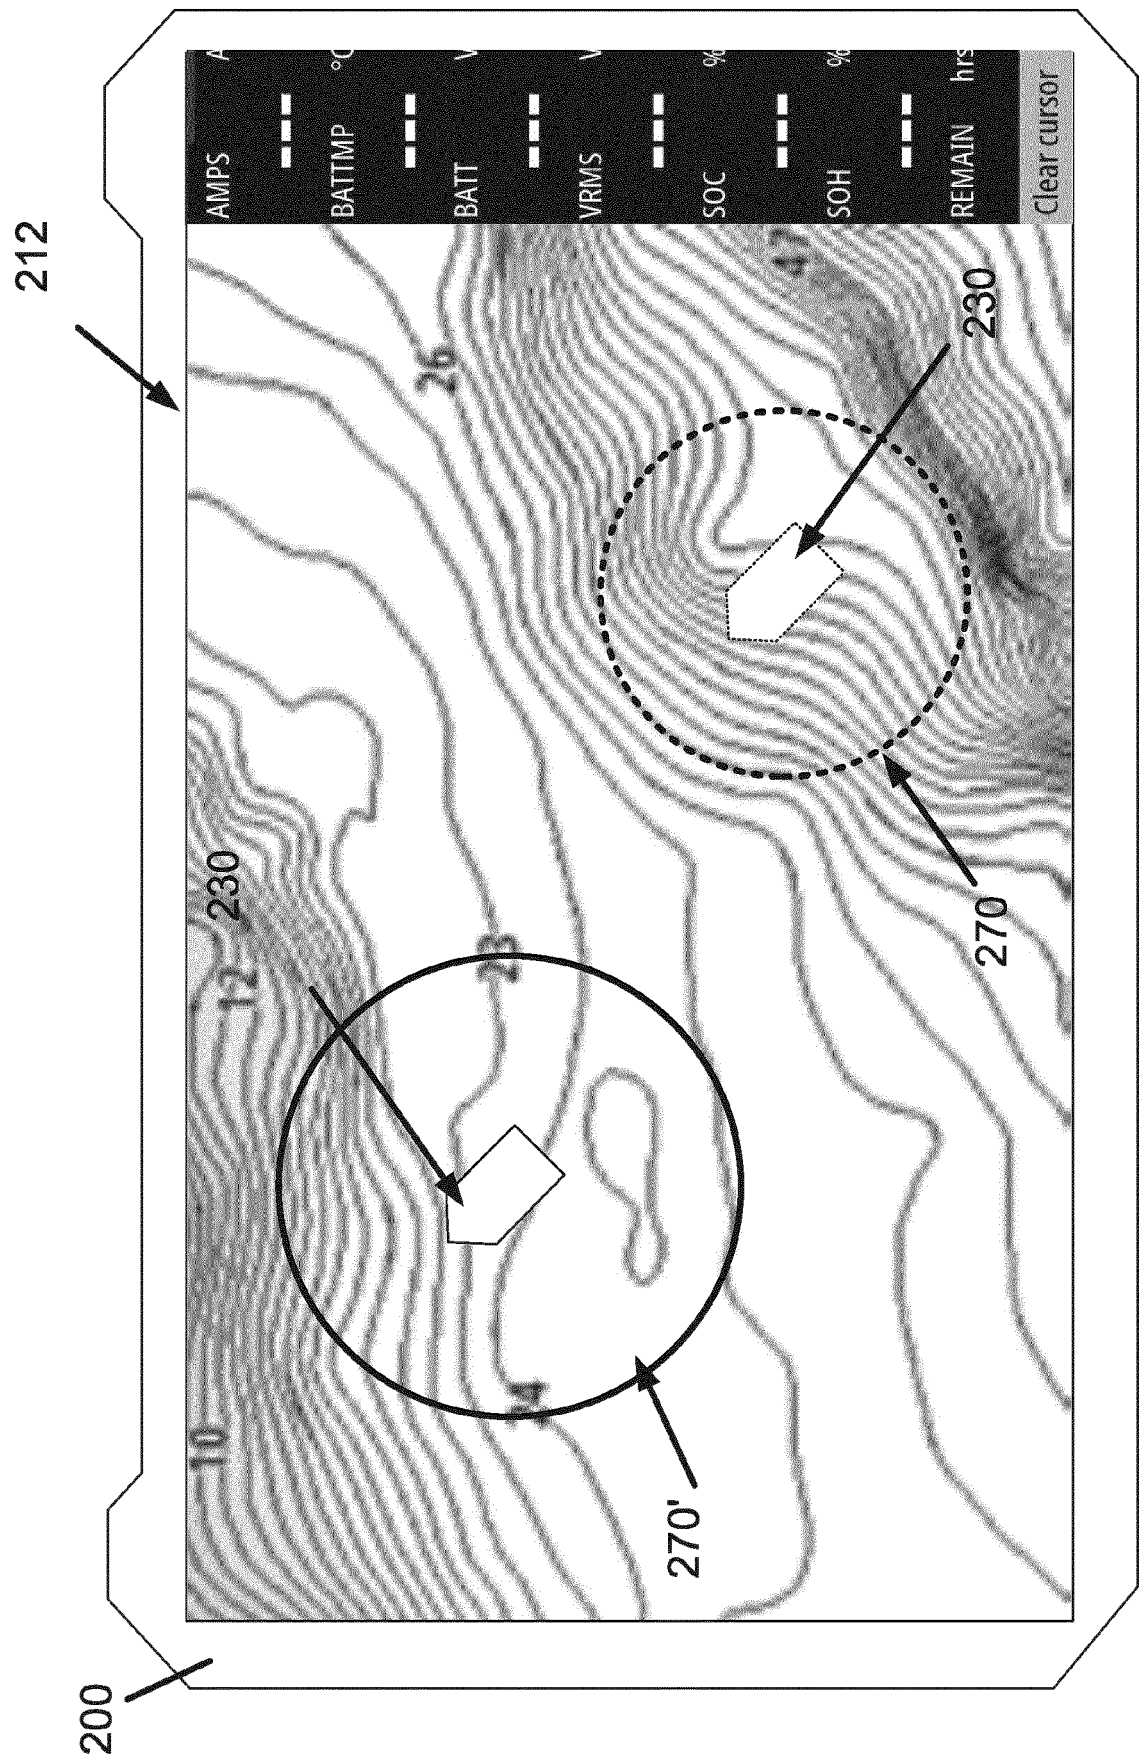 212
200
10
12
230
AMPS A
---
BATTMP °C
---
26
BATT V
---
23
24
VRMS V
---
270'
SOC %
---
47
SOH %
---
REMAIN hrs
230
270
Clear cursor